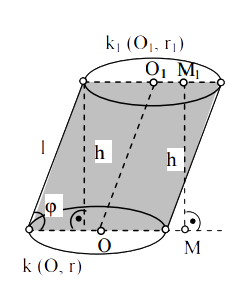 k₁ (O₁, r₁)
O₁ M₁
l h h
φ
O M
k (O, r)